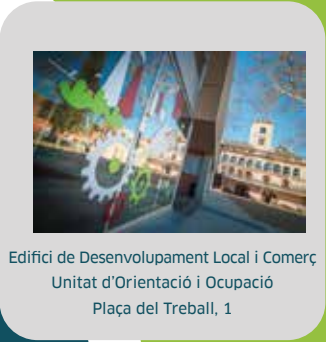 Edifici de Desenvolupament Local i Comerç
Unitat d'Orientació i Ocupació
Plaça del Treball, 1